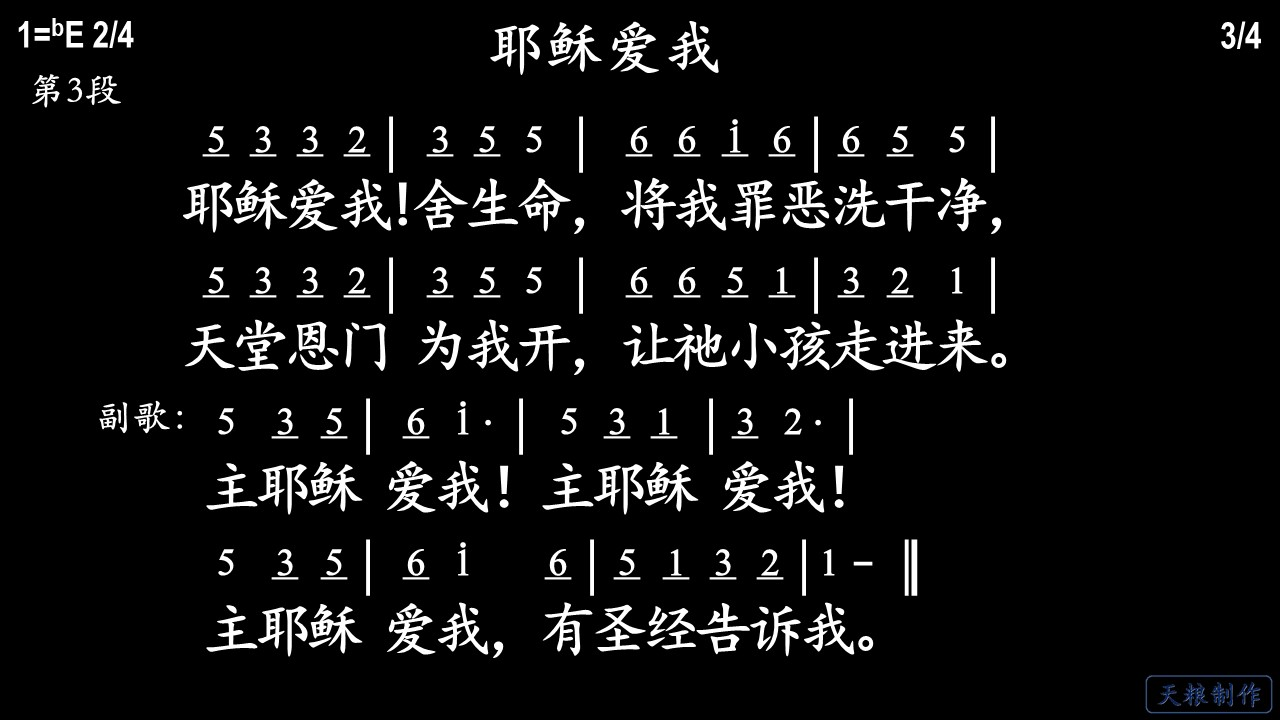 1=ᵇE 2/4 耶稣爱我 3/4
第3段
5 3 3 2 | 3 5 5 | 6 6 i 6 | 6 5 5 |
耶稣爱我!舍生命，将我罪恶洗干净，
5 3 3 2 | 3 5 5 | 6 6 5 1 | 3 2 1 |
天堂恩门 为我开，让祂小孩走进来。
副歌: 5 3 5 | 6 i· | 5 3 1 | 3 2· |
主耶稣 爱我! 主耶稣 爱我!
5 3 5 | 6 i 6 | 5 1 3 2 | 1 – ‖
主耶稣 爱我，有圣经告诉我。
天粮制作